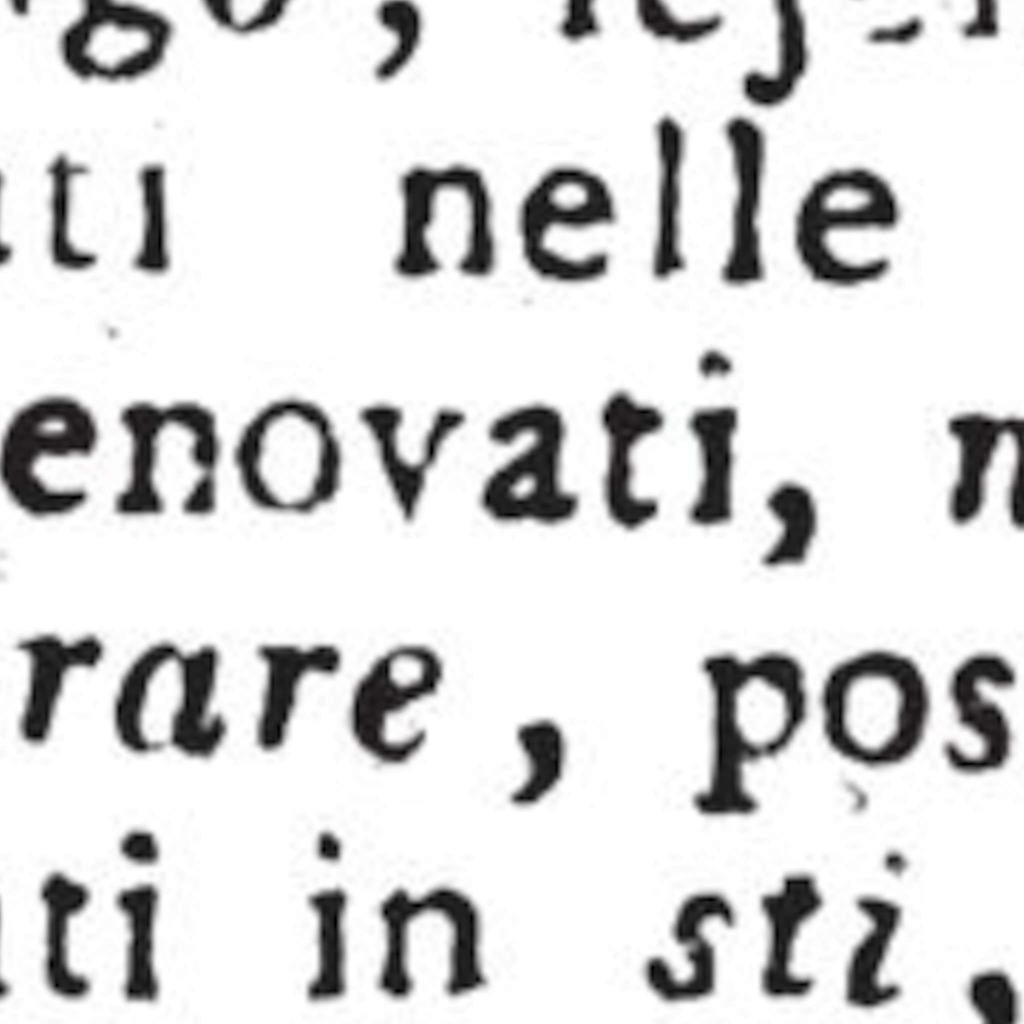 nelle
enovati,
rare, pos
ti in sti,